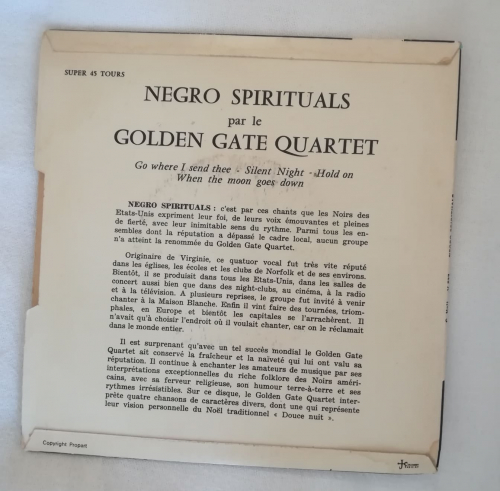 SUPER 45 TOURS
NEGRO SPIRITUALS
par le
GOLDEN GATE QUARTET
Go where I send thee - Silent Night - Hold on
When the moon goes down
NEGRO SPIRITUALS : c'est par ces chants que les Noirs des
Etats-Unis expriment leur foi, de leurs voix émouvantes et pleines
de fierté, avec leur inimitable sens du rythme. Parmi tous les en-
sembles dont la réputation a dépassé le cadre local, aucun groupe
n'a atteint la renommée du Golden Gate Quartet.
Originaire de Virginie, ce quatuor vocal fut très vite réputé
dans les églises, les écoles et les clubs de Norfolk et de ses environs.
Bientôt, il se produisit dans tous les Etats-Unis, dans les salles de
concert aussi bien que dans des night-clubs, au cinéma, à la radio
et à la télévision. A plusieurs reprises, le groupe fut invité à venir
chanter à la Maison Blanche. Enfin il vint faire des tournées, triom-
phales, en Europe et bientôt les capitales se l'arrachèrent. Il
n'avait qu'à choisir l'endroit où il voulait chanter, car on le réclamait
dans le monde entier.
Il est surprenant qu'avec un tel succès mondial le Golden Gate
Quartet ait conservé la fraîcheur et la naïveté qui lui ont valu sa
réputation. Il continue à enchanter les amateurs de musique par ses
interprétations exceptionnelles du riche folklore des Noirs améri-
cains, avec sa ferveur religieuse, son humour terre-à-terre et ses
rythmes irrésistibles. Sur ce disque, le Golden Gate Quartet inter-
prète quatre chansons de caractères divers, dont une qui représente
leur vision personnelle du Noël traditionnel « Douce nuit ».
Copyright Propait